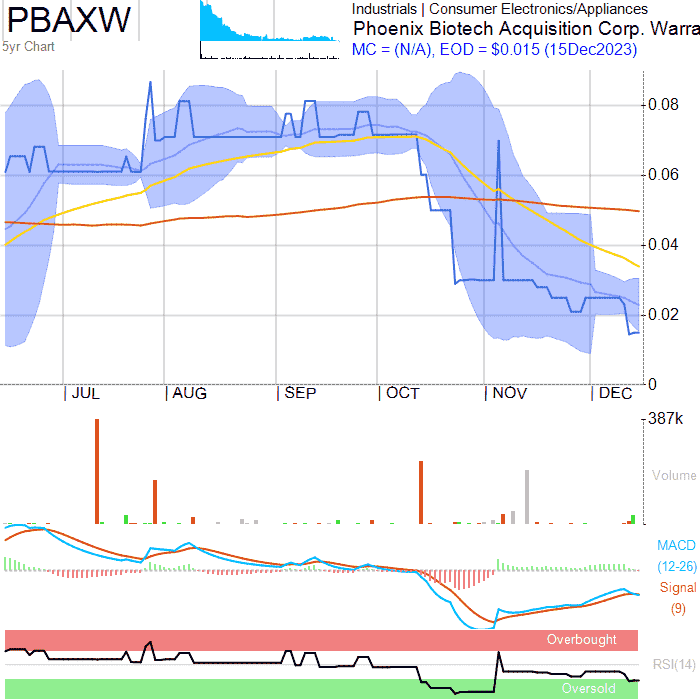 PBAXW
5yr Chart
Industrials | Consumer Electronics/Appliances
Phoenix Biotech Acquisition Corp. Warra
MC = (N/A), EOD = $0.015 (15Dec2023)
0.08
0.06
0.04
0.02
0
JUL AUG SEP OCT NOV DEC
387k
Volume
MACD
(12-26)
Signal
(9)
Overbought
RSI(14)
Oversold